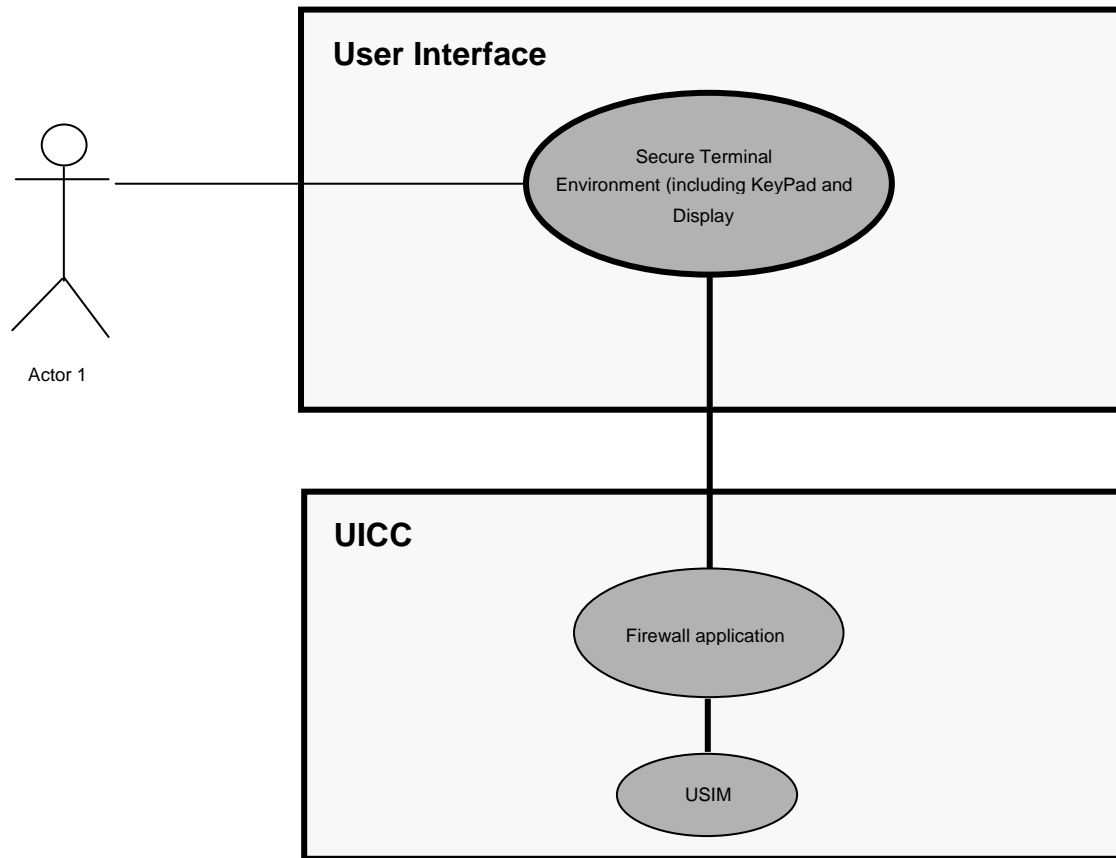 User Interface
Secure Terminal
Environment (including KeyPad and
Display
Actor 1
UICC
Firewall application
USIM